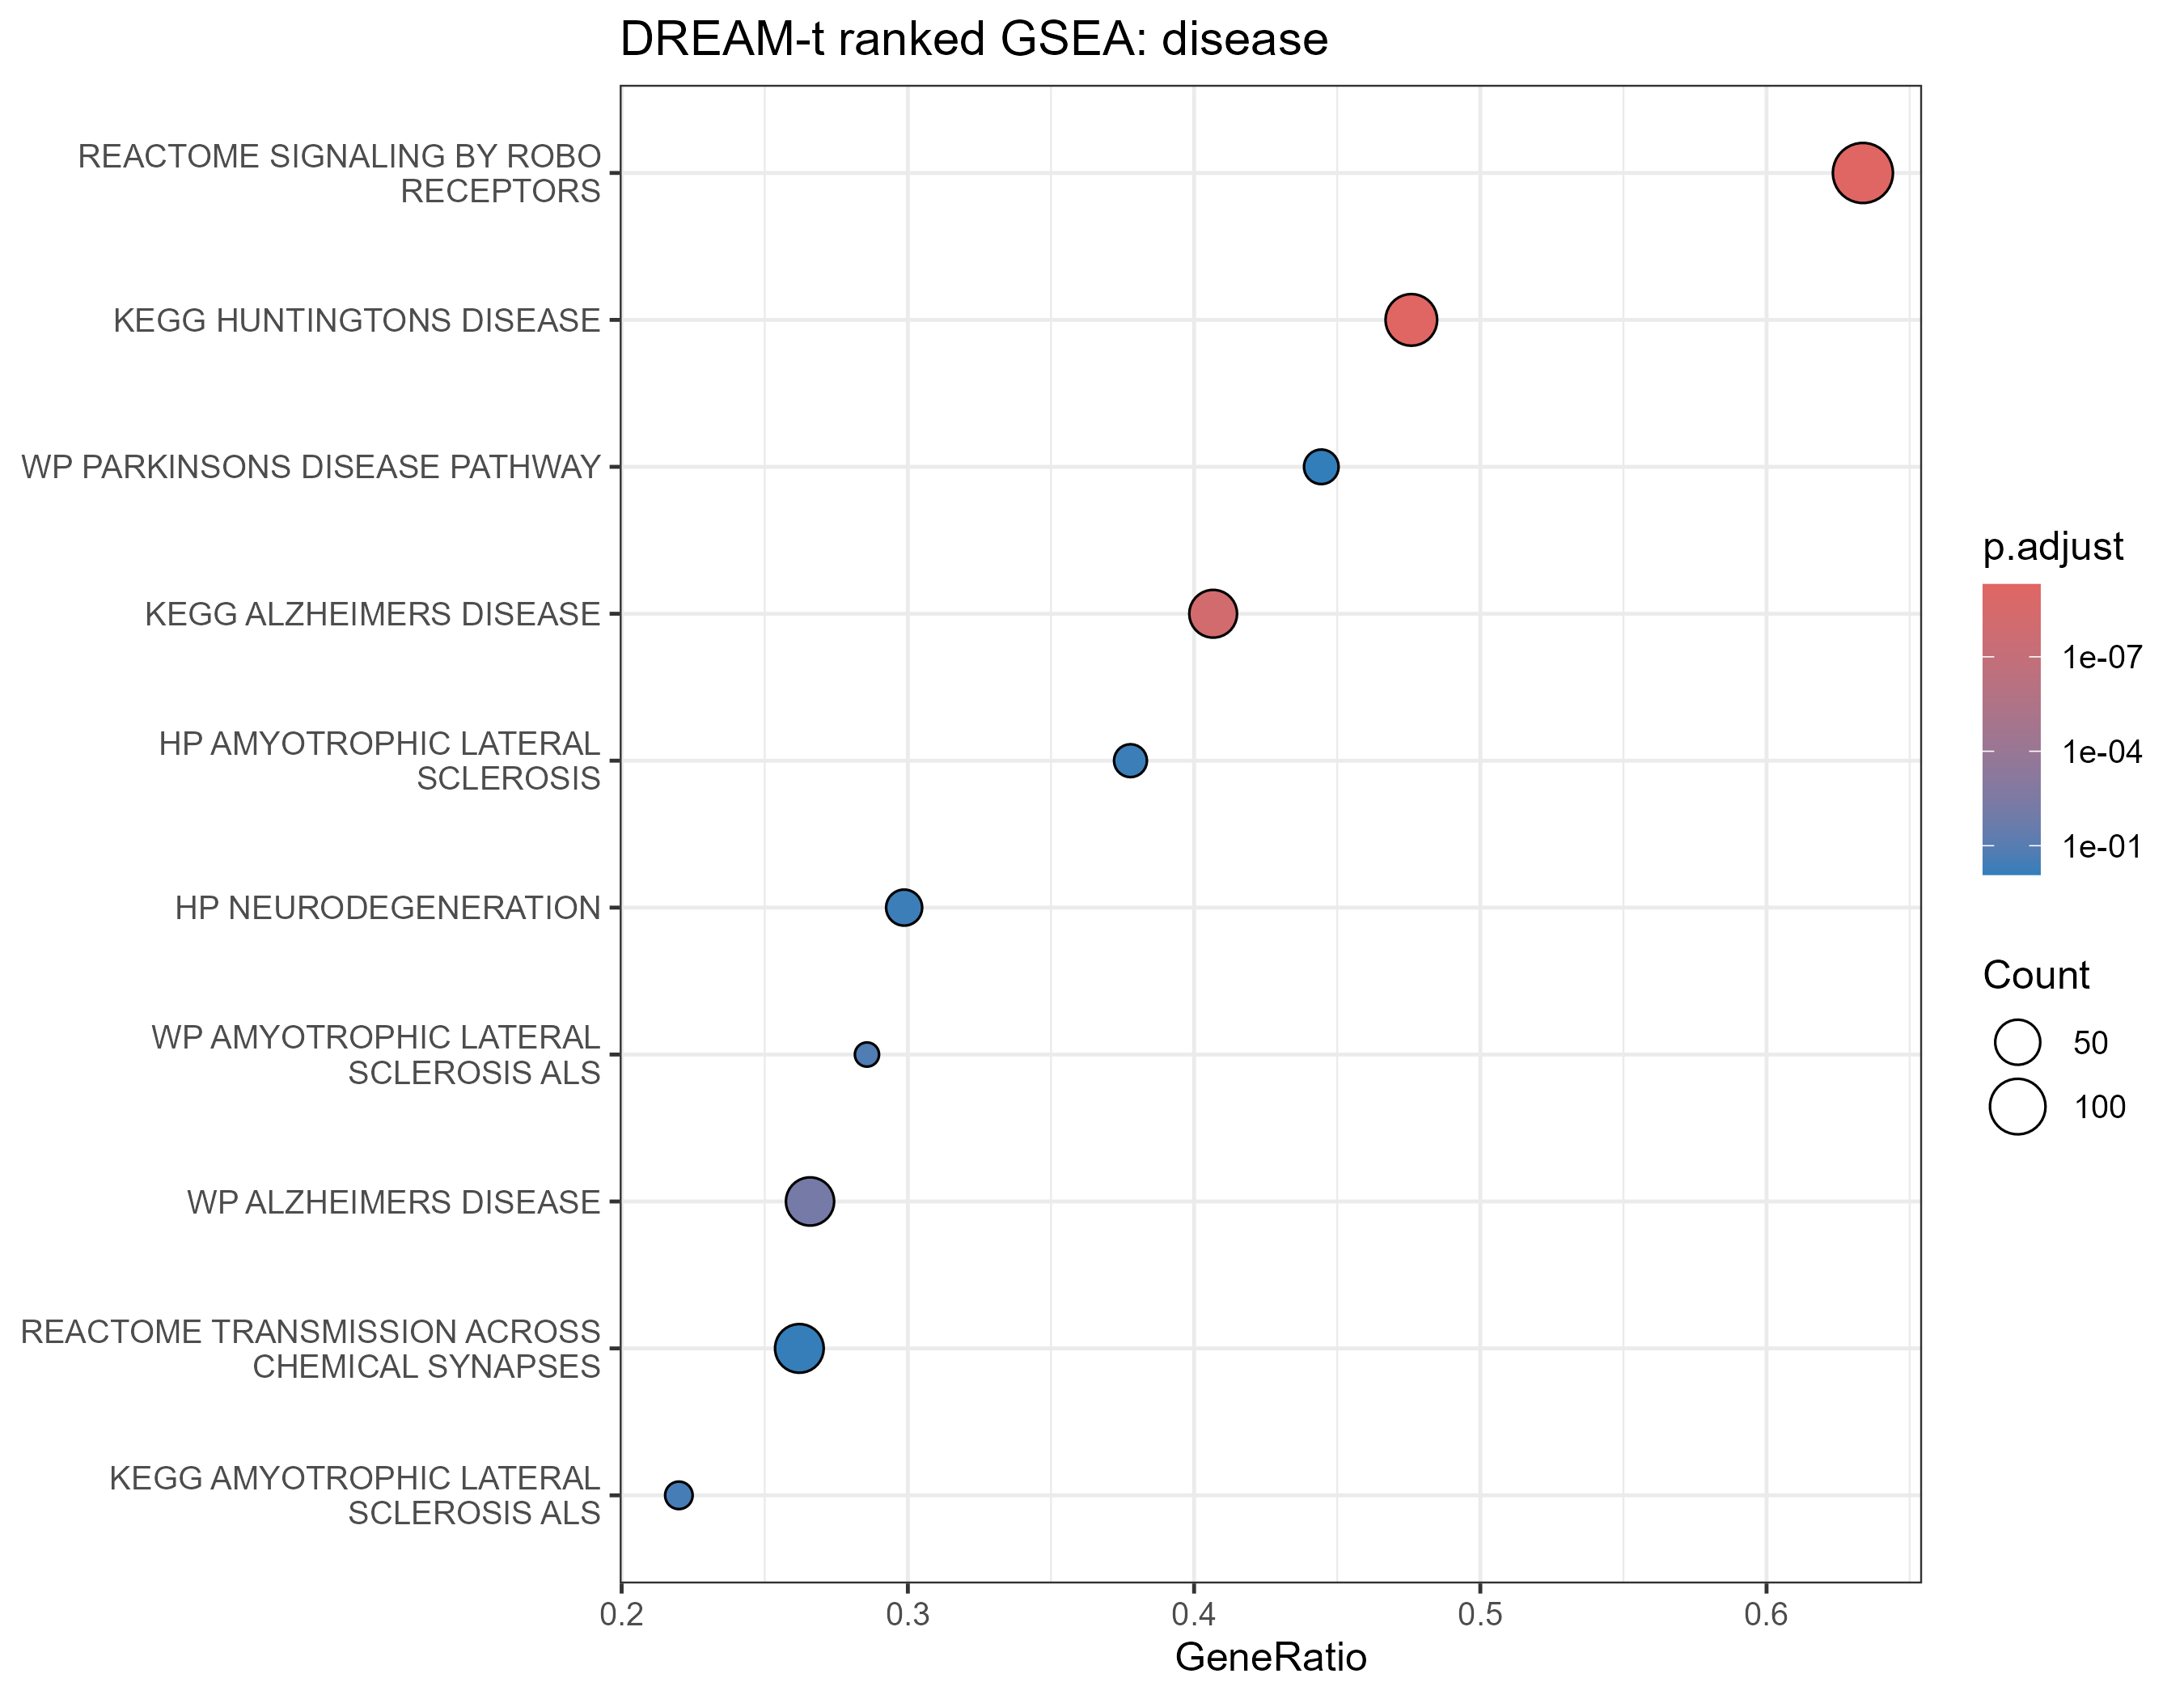 DREAM-t ranked GSEA: disease
REACTOME SIGNALING BY ROBO
RECEPTORS
KEGG HUNTINGTONS DISEASE
WP PARKINSONS DISEASE PATHWAY
KEGG ALZHEIMERS DISEASE
HP AMYOTROPHIC LATERAL
SCLEROSIS
HP NEURODEGENERATION
WP AMYOTROPHIC LATERAL
SCLEROSIS ALS
WP ALZHEIMERS DISEASE
REACTOME TRANSMISSION ACROSS
CHEMICAL SYNAPSES
KEGG AMYOTROPHIC LATERAL
SCLEROSIS ALS
0.2 0.3 0.4 0.5 0.6
GeneRatio
p.adjust
1e-07
1e-04
1e-01
Count
50
100